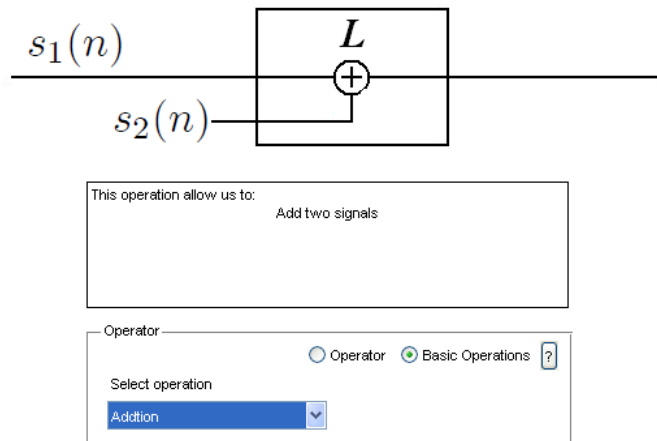 L
s₁(n)
s₂(n)
This operation allow us to:
Add two signals
Operator
Operator Basic Operations ?
Select operation
Addtion